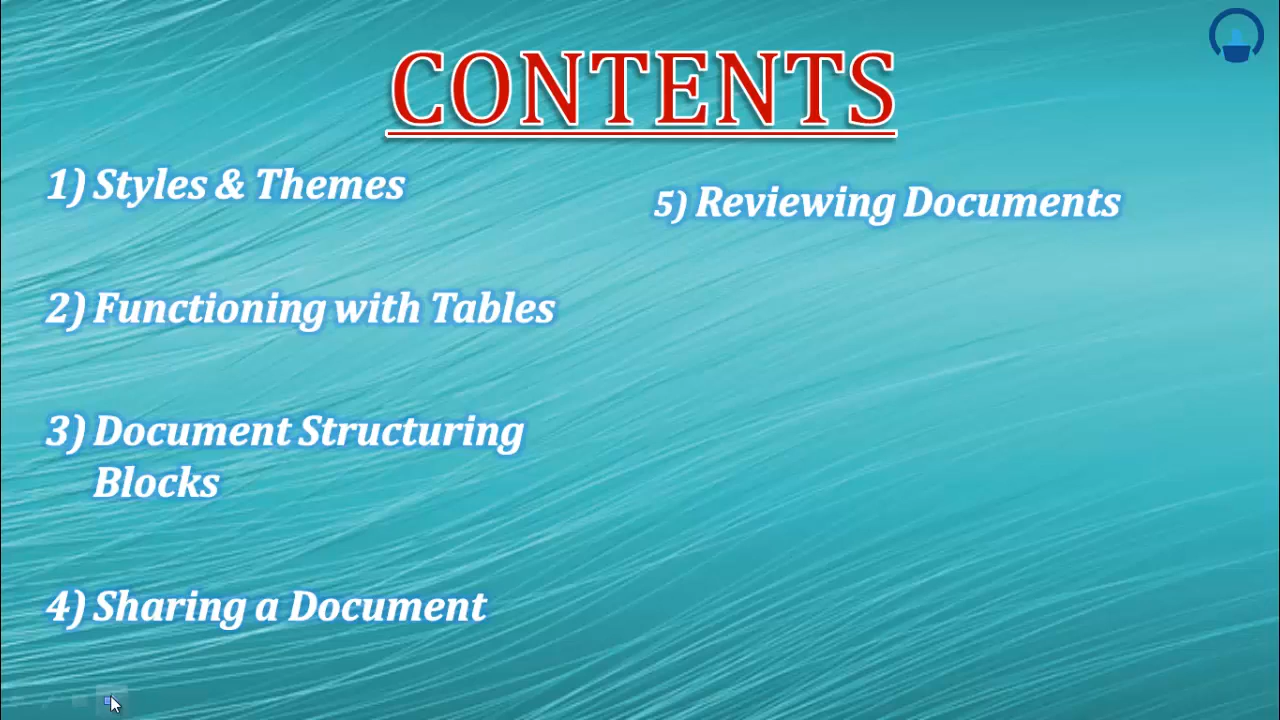 CONTENTS
1) Styles & Themes
2) Functioning with Tables
3) Document Structuring
Blocks
4) Sharing a Document
5) Reviewing Documents